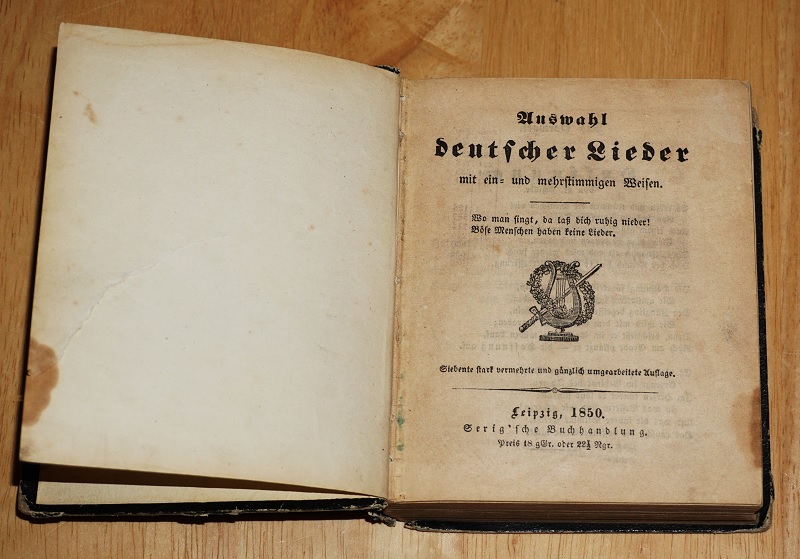 Auswahl
deutscher Lieder
mit ein- und mehrstimmigen Weisen.
Wo man singt, da laß dich ruhig nieder!
Böse Menschen haben keine Lieder.
Siebente stark vermehrte und gänzlich umgearbeitete Auflage.
Leipzig, 1850.
Serig'sche Buchhandlung.
Preis 18 gGr. oder 22½ Ngr.